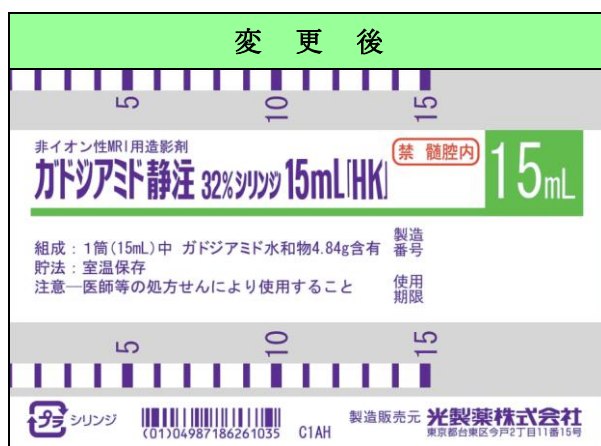 変更後
5 10 15
非イオン性MRI用造影剤
ガドジアミド静注 32%シリンジ 15mL「HK」
禁 髄腔内
15mL
組成：1筒(15mL)中 ガドジアミド水和物4.84g含有
貯法：室温保存
注意―医師等の処方せんにより使用すること
製造
番号
使用
期限
5 10 15
プラ シリンジ
(01)04987186261035
C1AH
製造販売元 光製薬株式会社
東京都台東区今戸2丁目11番15号